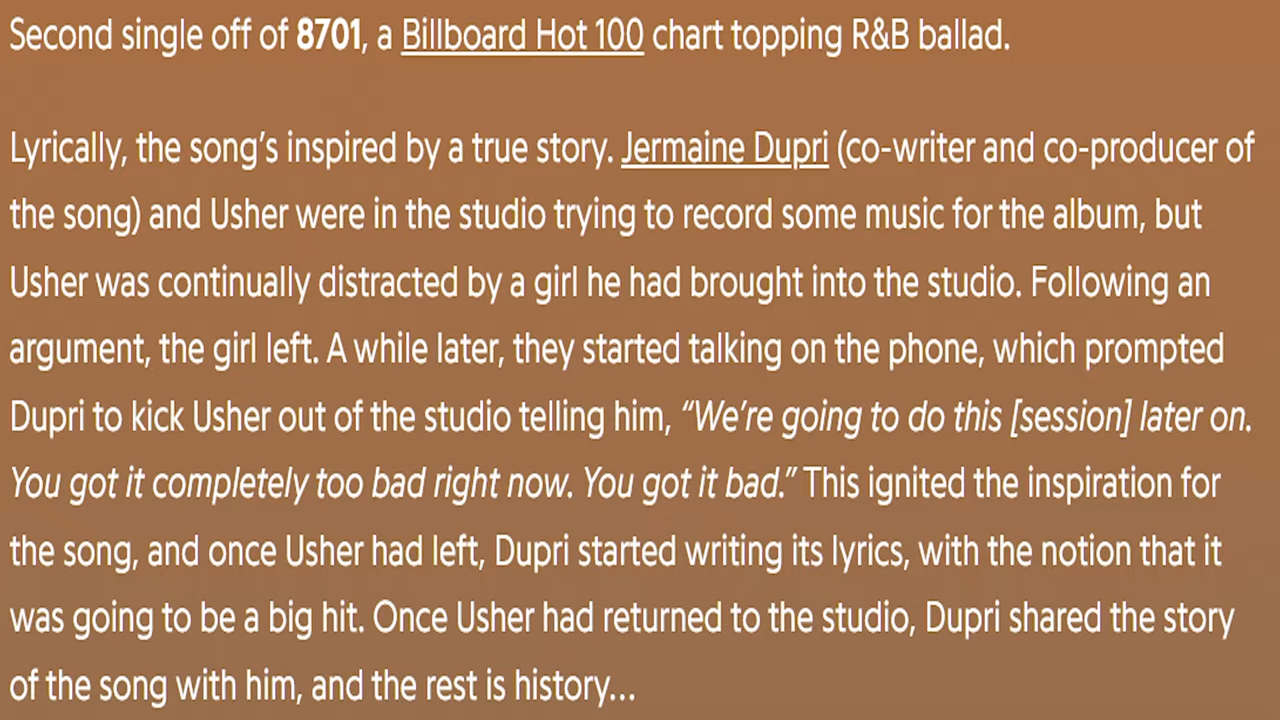 Second single off of 8701, a Billboard Hot 100 chart topping R&B ballad.
Lyrically, the song’s inspired by a true story. Jermaine Dupri (co-writer and co-producer of
the song) and Usher were in the studio trying to record some music for the album, but
Usher was continually distracted by a girl he had brought into the studio. Following an
argument, the girl left. A while later, they started talking on the phone, which prompted
Dupri to kick Usher out of the studio telling him, “We’re going to do this [session] later on.
You got it completely too bad right now. You got it bad.” This ignited the inspiration for
the song, and once Usher had left, Dupri started writing its lyrics, with the notion that it
was going to be a big hit. Once Usher had returned to the studio, Dupri shared the story
of the song with him, and the rest is history…